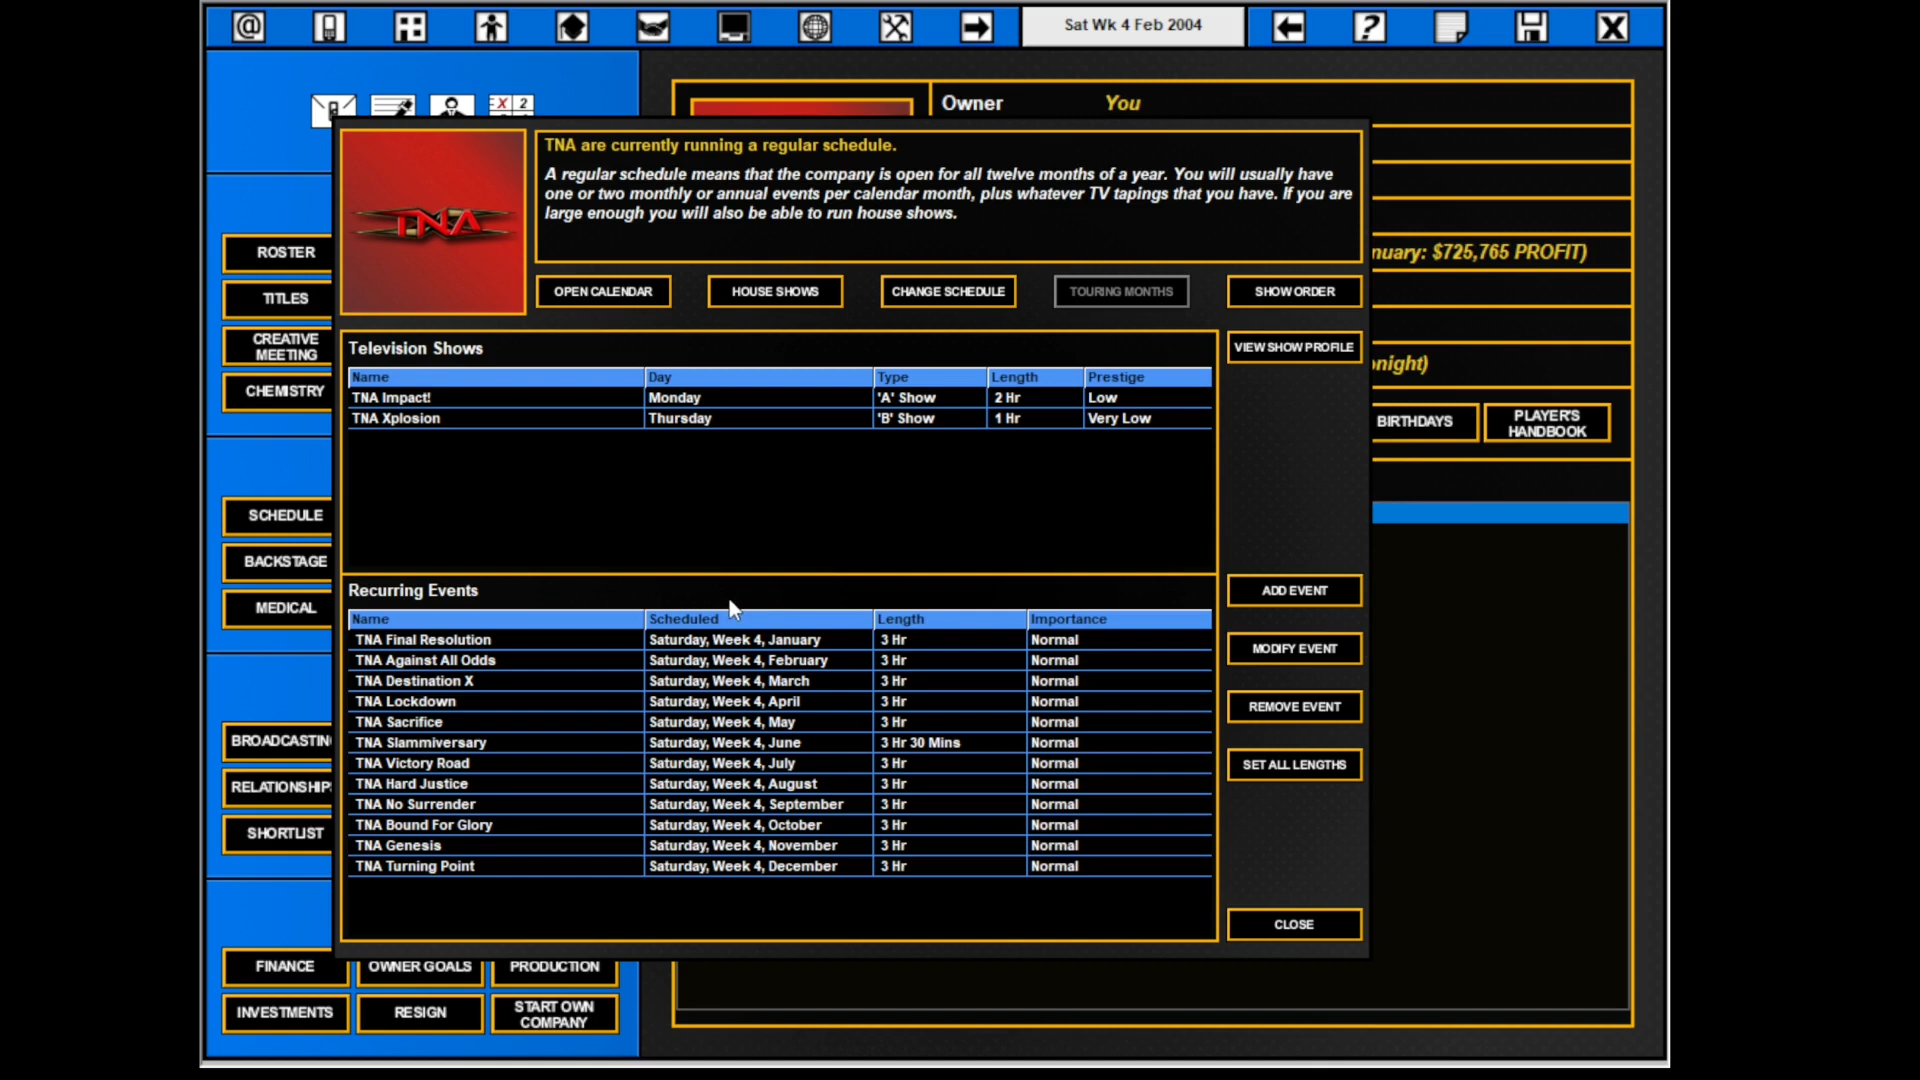 @ ? X
Sat Wk 4 Feb 2004
X 2
Owner You
TNA
TNA are currently running a regular schedule.
A regular schedule means that the company is open for all twelve months of a year. You will usually have
one or two monthly or annual events per calendar month, plus whatever TV tapings that you have. If you are
large enough you will also be able to run house shows.
nuary: $725,765 PROFIT)
OPEN CALENDAR HOUSE SHOWS CHANGE SCHEDULE TOURING MONTHS SHOW ORDER
Television Shows
VIEW SHOW PROFILE
onight)
Name Day Type Length Prestige
TNA Impact! Monday 'A' Show 2 Hr Low
TNA Xplosion Thursday 'B' Show 1 Hr Very Low
BIRTHDAYS
PLAYER'S
HANDBOOK
ROSTER
TITLES
CREATIVE
MEETING
CHEMISTRY
SCHEDULE
BACKSTAGE
MEDICAL
Recurring Events
Name Scheduled Length Importance
TNA Final Resolution Saturday, Week 4, January 3 Hr Normal
TNA Against All Odds Saturday, Week 4, February 3 Hr Normal
TNA Destination X Saturday, Week 4, March 3 Hr Normal
TNA Lockdown Saturday, Week 4, April 3 Hr Normal
TNA Sacrifice Saturday, Week 4, May 3 Hr Normal
TNA Slammiversary Saturday, Week 4, June 3 Hr 30 Mins Normal
TNA Victory Road Saturday, Week 4, July 3 Hr Normal
TNA Hard Justice Saturday, Week 4, August 3 Hr Normal
TNA No Surrender Saturday, Week 4, September 3 Hr Normal
TNA Bound For Glory Saturday, Week 4, October 3 Hr Normal
TNA Genesis Saturday, Week 4, November 3 Hr Normal
TNA Turning Point Saturday, Week 4, December 3 Hr Normal
ADD EVENT
MODIFY EVENT
REMOVE EVENT
SET ALL LENGTHS
CLOSE
BROADCASTIN
RELATIONSHIP
SHORTLIST
FINANCE OWNER GOALS PRODUCTION
INVESTMENTS RESIGN
START OWN
COMPANY